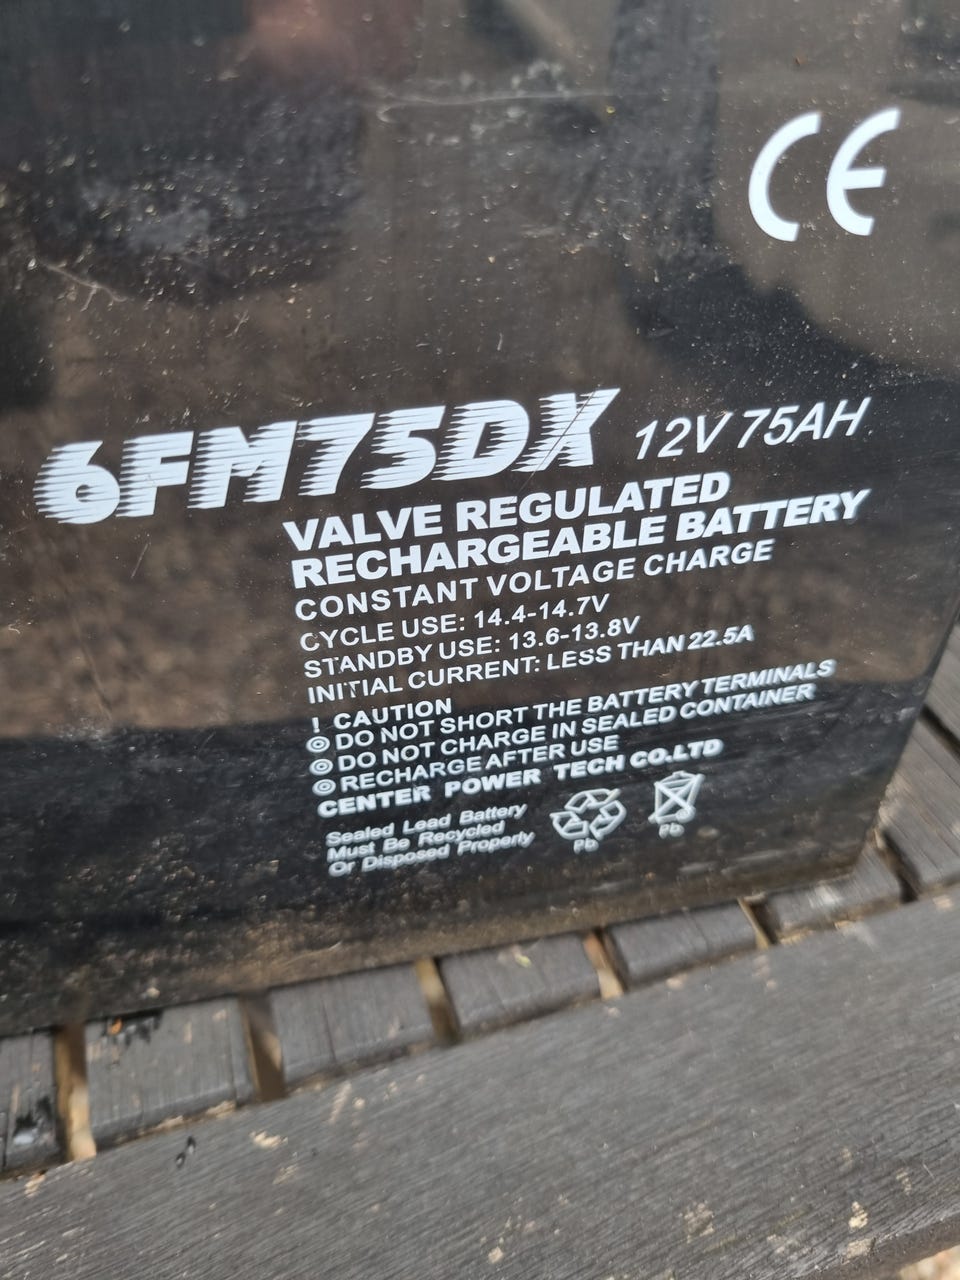 CE
6FM75DX 12V 75AH
VALVE REGULATED
RECHARGEABLE BATTERY
CONSTANT VOLTAGE CHARGE
CYCLE USE: 14.4-14.7V
STANDBY USE: 13.6-13.8V
INITIAL CURRENT: LESS THAN 22.5A
! CAUTION
◎ DO NOT SHORT THE BATTERY TERMINALS
◎ DO NOT CHARGE IN SEALED CONTAINER
◎ RECHARGE AFTER USE
CENTER POWER TECH CO.LTD
Sealed Lead Battery
Must Be Recycled
Or Disposed Properly
Pb Pb